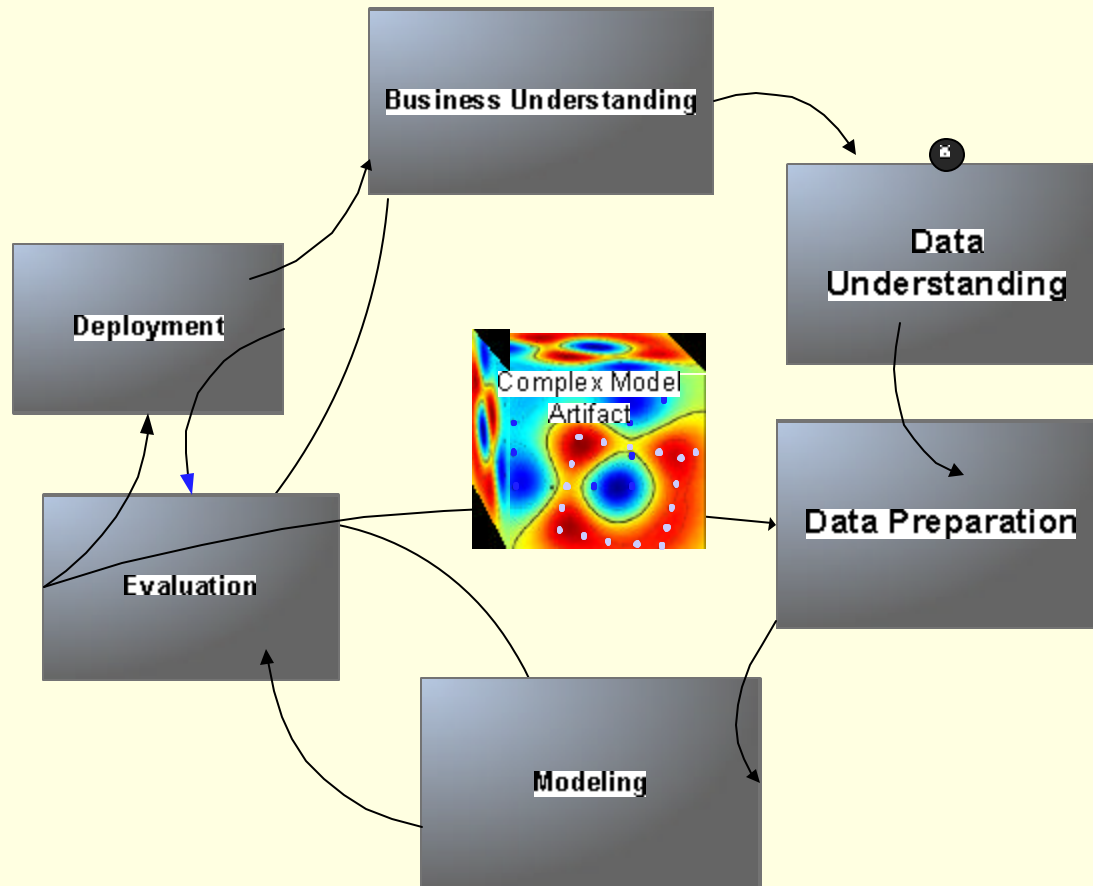 Business Understanding
Data
Understanding
Deployment
Complex Model
Artifact
Data Preparation
Evaluation
Modeling